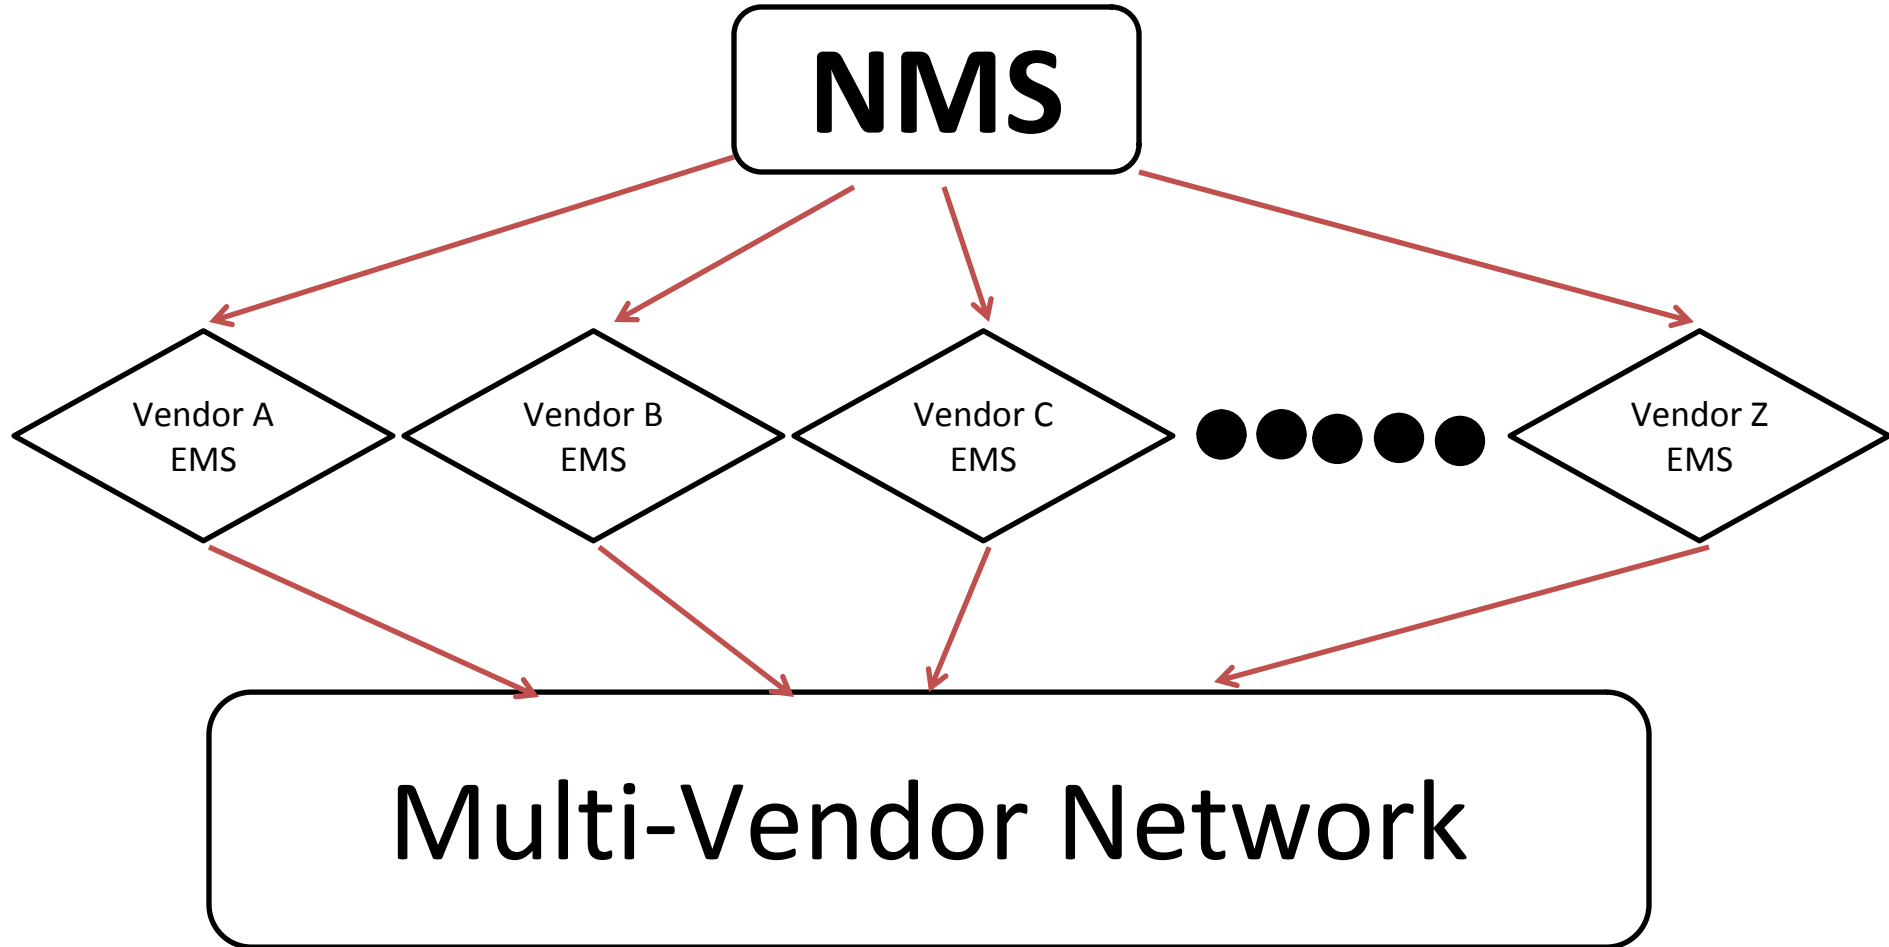 NMS
Vendor A
EMS
Vendor B
EMS
Vendor C
EMS
Vendor Z
EMS
Multi-Vendor Network